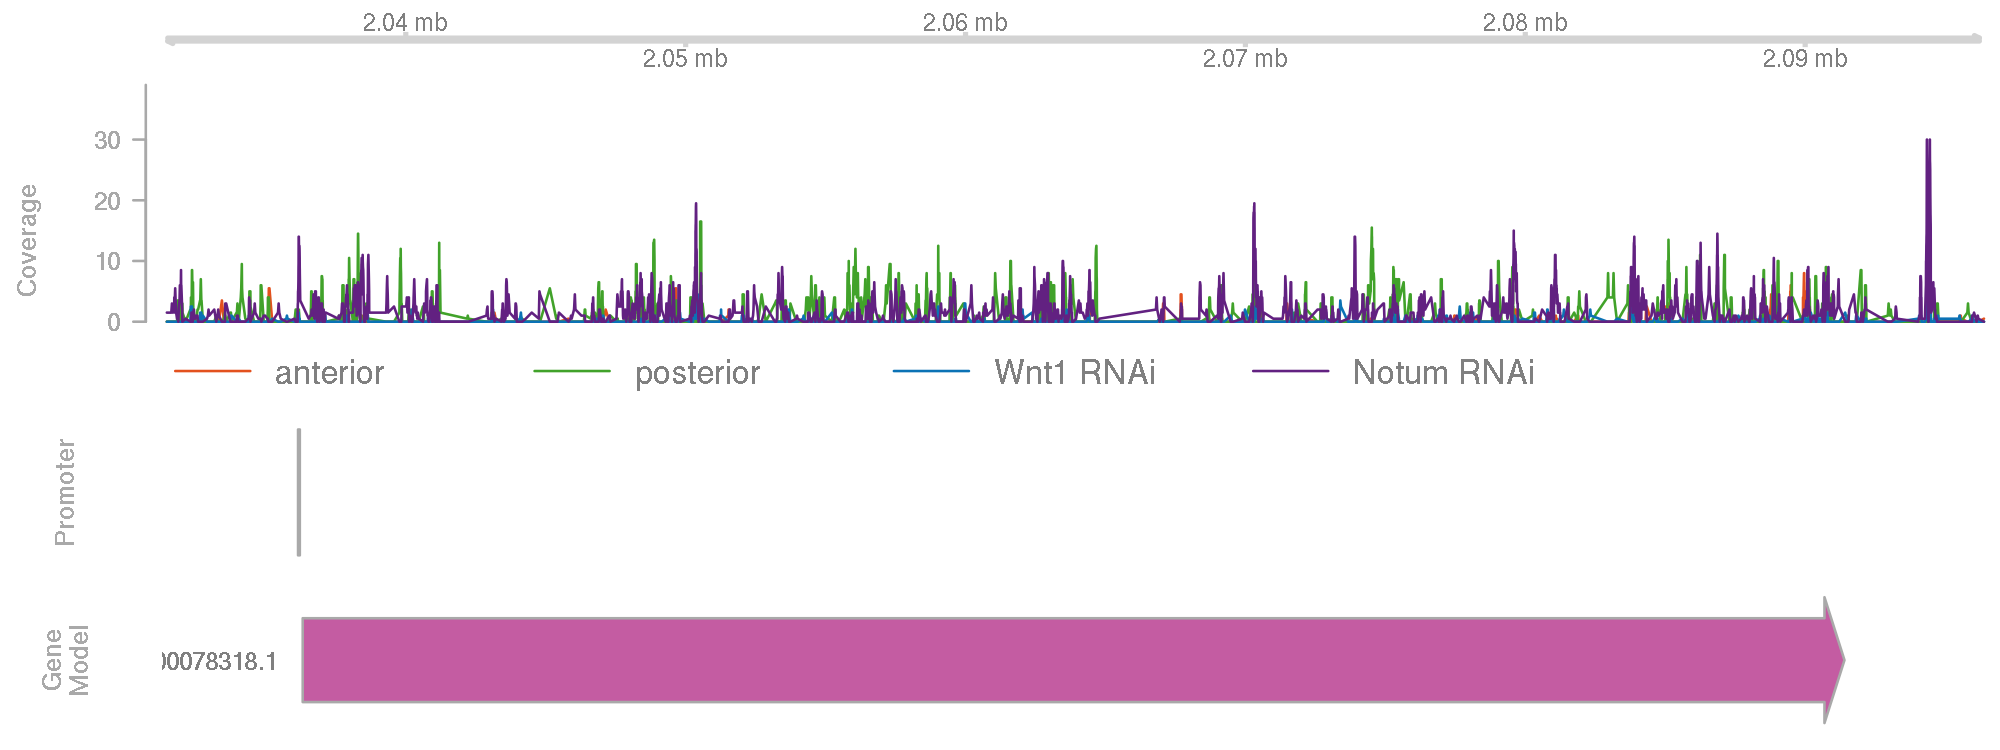 2.04 mb 2.06 mb 2.08 mb
2.05 mb 2.07 mb 2.09 mb
Coverage
30
20
10
0
anterior posterior Wnt1 RNAi Notum RNAi
Promoter
Gene
Model
00078318.1